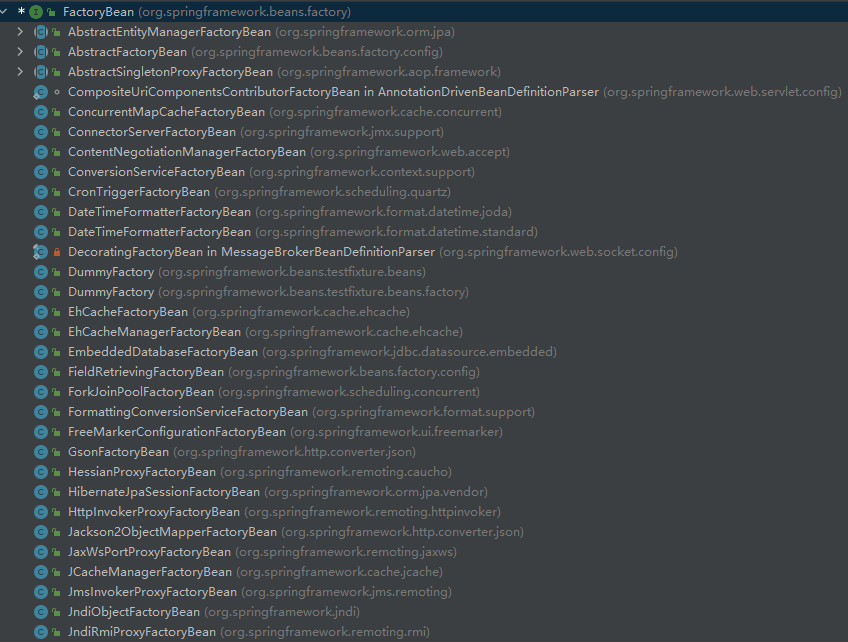 * FactoryBean (org.springframework.beans.factory)
AbstractEntityManagerFactoryBean (org.springframework.orm.jpa)
AbstractFactoryBean (org.springframework.beans.factory.config)
AbstractSingletonProxyFactoryBean (org.springframework.aop.framework)
CompositeUriComponentsContributorFactoryBean in AnnotationDrivenBeanDefinitionParser (org.springframework.web.servlet.config)
ConcurrentMapCacheFactoryBean (org.springframework.cache.concurrent)
ConnectorServerFactoryBean (org.springframework.jmx.support)
ContentNegotiationManagerFactoryBean (org.springframework.web.accept)
ConversionServiceFactoryBean (org.springframework.context.support)
CronTriggerFactoryBean (org.springframework.scheduling.quartz)
DateTimeFormatterFactoryBean (org.springframework.format.datetime.joda)
DateTimeFormatterFactoryBean (org.springframework.format.datetime.standard)
DecoratingFactoryBean in MessageBrokerBeanDefinitionParser (org.springframework.web.socket.config)
DummyFactory (org.springframework.beans.testfixture.beans)
DummyFactory (org.springframework.beans.testfixture.beans.factory)
EhCacheFactoryBean (org.springframework.cache.ehcache)
EhCacheManagerFactoryBean (org.springframework.cache.ehcache)
EmbeddedDatabaseFactoryBean (org.springframework.jdbc.datasource.embedded)
FieldRetrievingFactoryBean (org.springframework.beans.factory.config)
ForkJoinPoolFactoryBean (org.springframework.scheduling.concurrent)
FormattingConversionServiceFactoryBean (org.springframework.format.support)
FreeMarkerConfigurationFactoryBean (org.springframework.ui.freemarker)
GsonFactoryBean (org.springframework.http.converter.json)
HessianProxyFactoryBean (org.springframework.remoting.caucho)
HibernateJpaSessionFactoryBean (org.springframework.orm.jpa.vendor)
HttpInvokerProxyFactoryBean (org.springframework.remoting.httpinvoker)
Jackson2ObjectMapperFactoryBean (org.springframework.http.converter.json)
JaxWsPortProxyFactoryBean (org.springframework.remoting.jaxws)
JCacheManagerFactoryBean (org.springframework.cache.jcache)
JmsInvokerProxyFactoryBean (org.springframework.jms.remoting)
JndiObjectFactoryBean (org.springframework.jndi)
JndiRmiProxyFactoryBean (org.springframework.remoting.rmi)